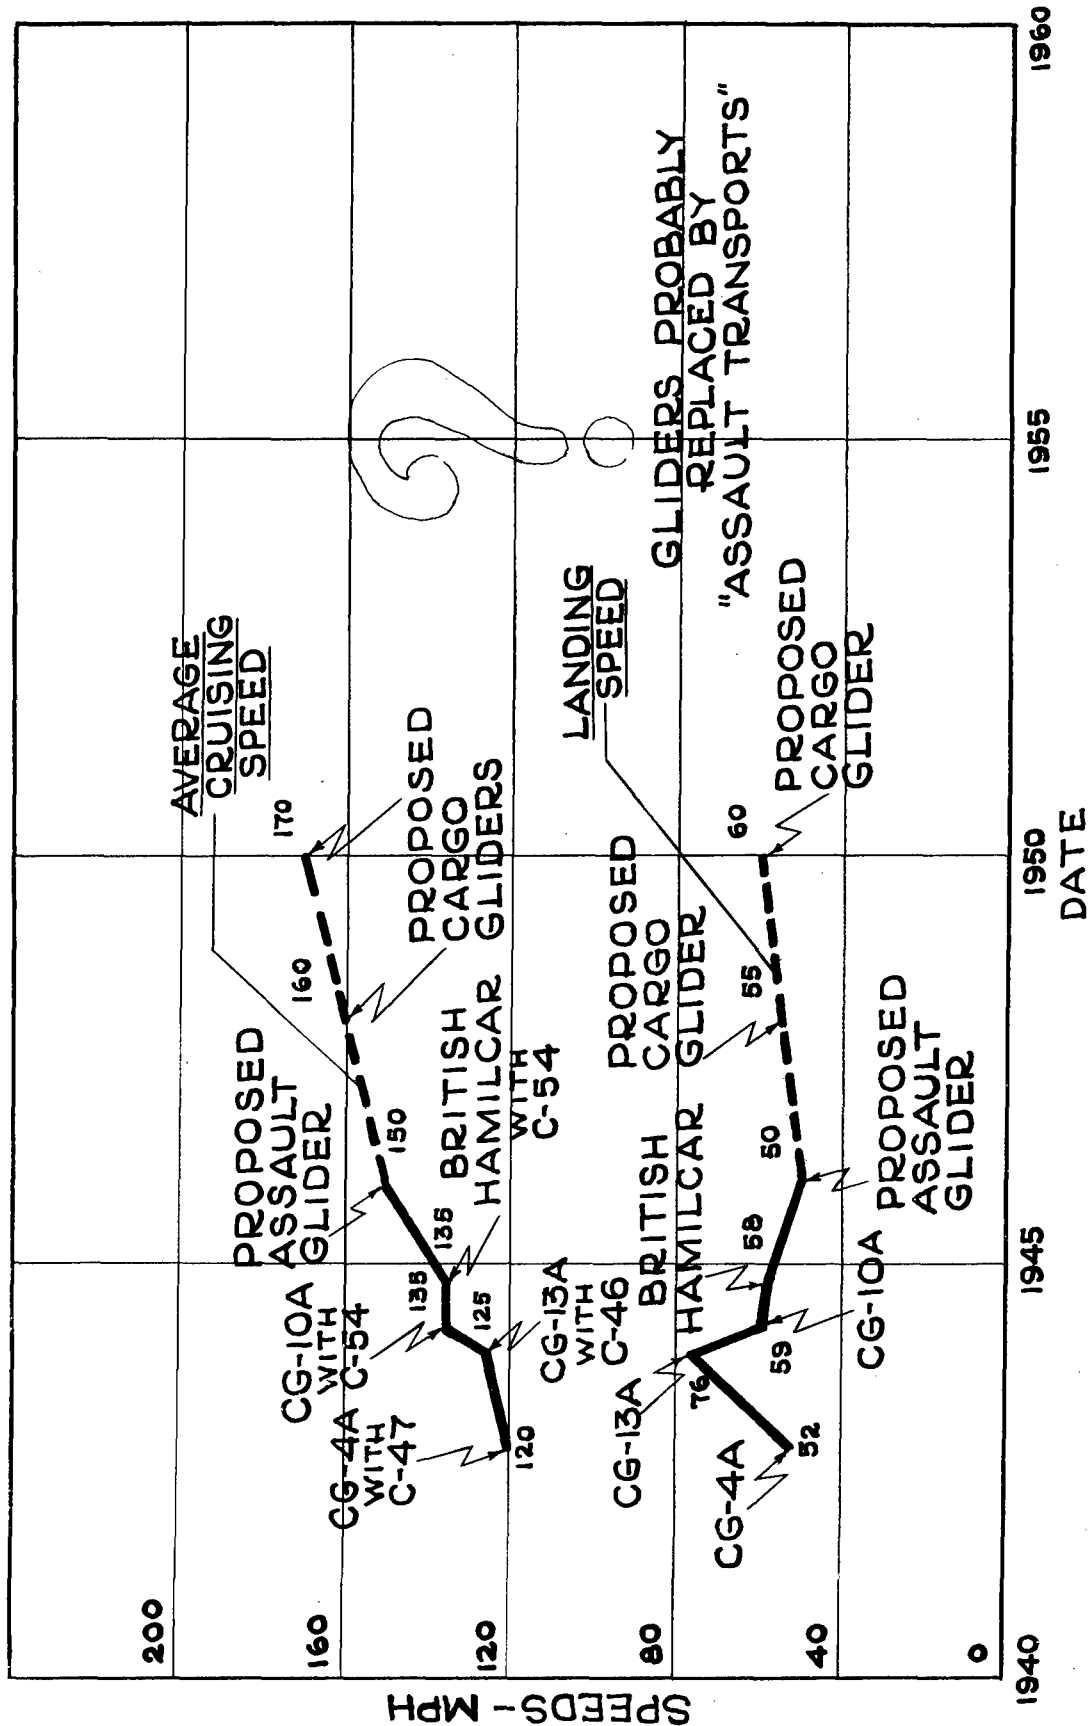 SPEEDS - MPH
200
160
120
80
40
0
1940
1945
1950
1955
1960
DATE
AVERAGE
CRUISING
SPEED
CG-4A
WITH
C-47
120
CG-10A
WITH
C-54
135
125
CG-13A
WITH
C-46
135
BRITISH
HAMILCAR
WITH
C-54
PROPOSED
ASSAULT
GLIDER
150
160
170
PROPOSED
CARGO
GLIDERS
LANDING
SPEED
CG-4A
52
CG-13A
76
59
CG-10A
BRITISH
HAMILCAR
58
50
PROPOSED
ASSAULT
GLIDER
PROPOSED
CARGO
GLIDER
55
60
PROPOSED
CARGO
GLIDER
?
GLIDERS PROBABLY
REPLACED BY
"ASSAULT TRANSPORTS"